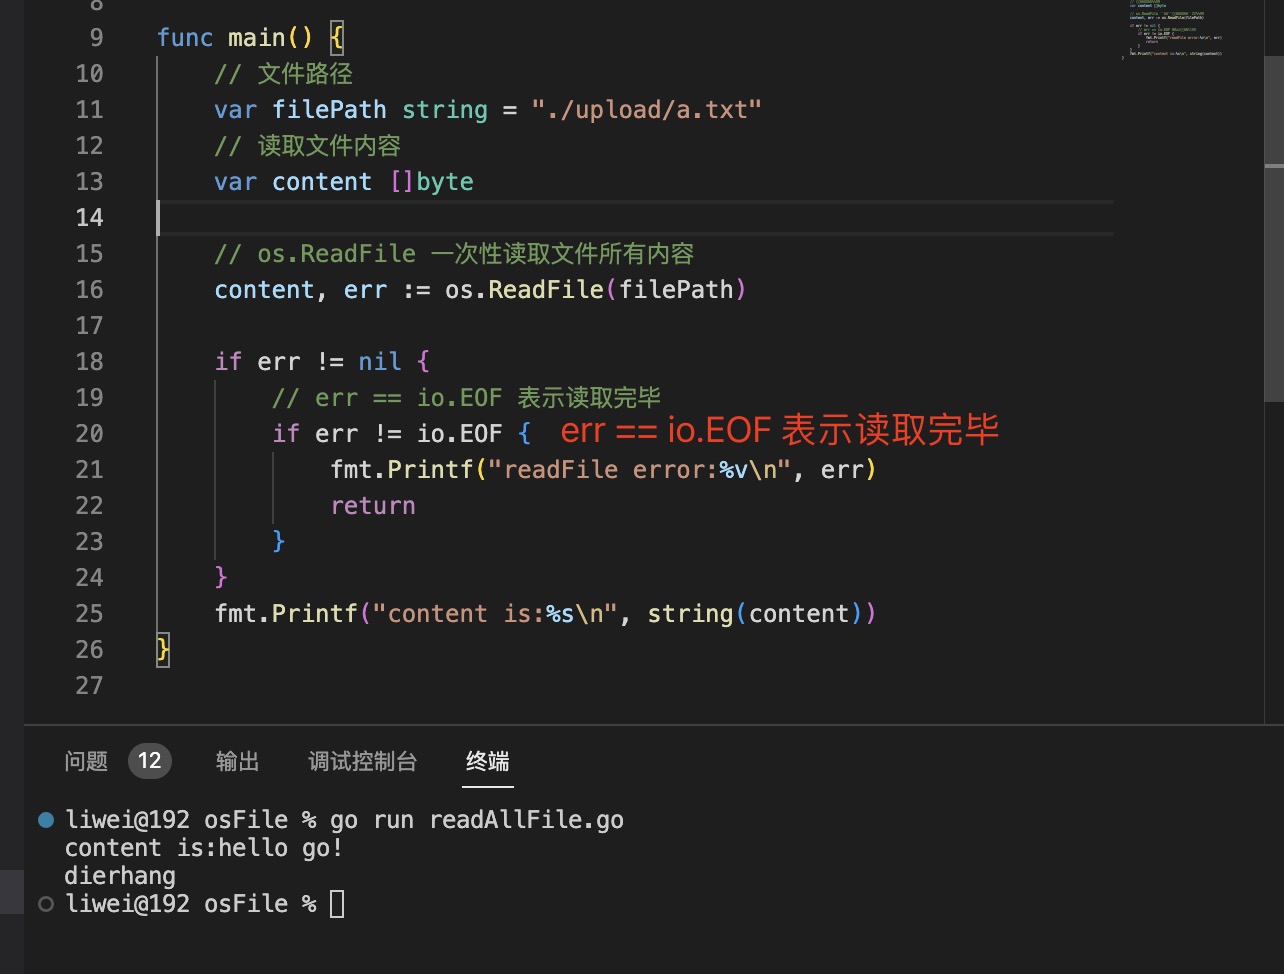 8
9 func main() {
10 // 文件路径
11 var filePath string = "./upload/a.txt"
12 // 读取文件内容
13 var content []byte
14
15 // os.ReadFile 一次性读取文件所有内容
16 content, err := os.ReadFile(filePath)
17
18 if err != nil {
19 // err == io.EOF 表示读取完毕
20 if err != io.EOF { err == io.EOF 表示读取完毕
21 fmt.Printf("readFile error:%v\n", err)
22 return
23 }
24 }
25 fmt.Printf("content is:%s\n", string(content))
26 }
27
问题 12 输出 调试控制台 终端
liwei@192 osFile % go run readAllFile.go
content is:hello go!
dierhang
liwei@192 osFile %